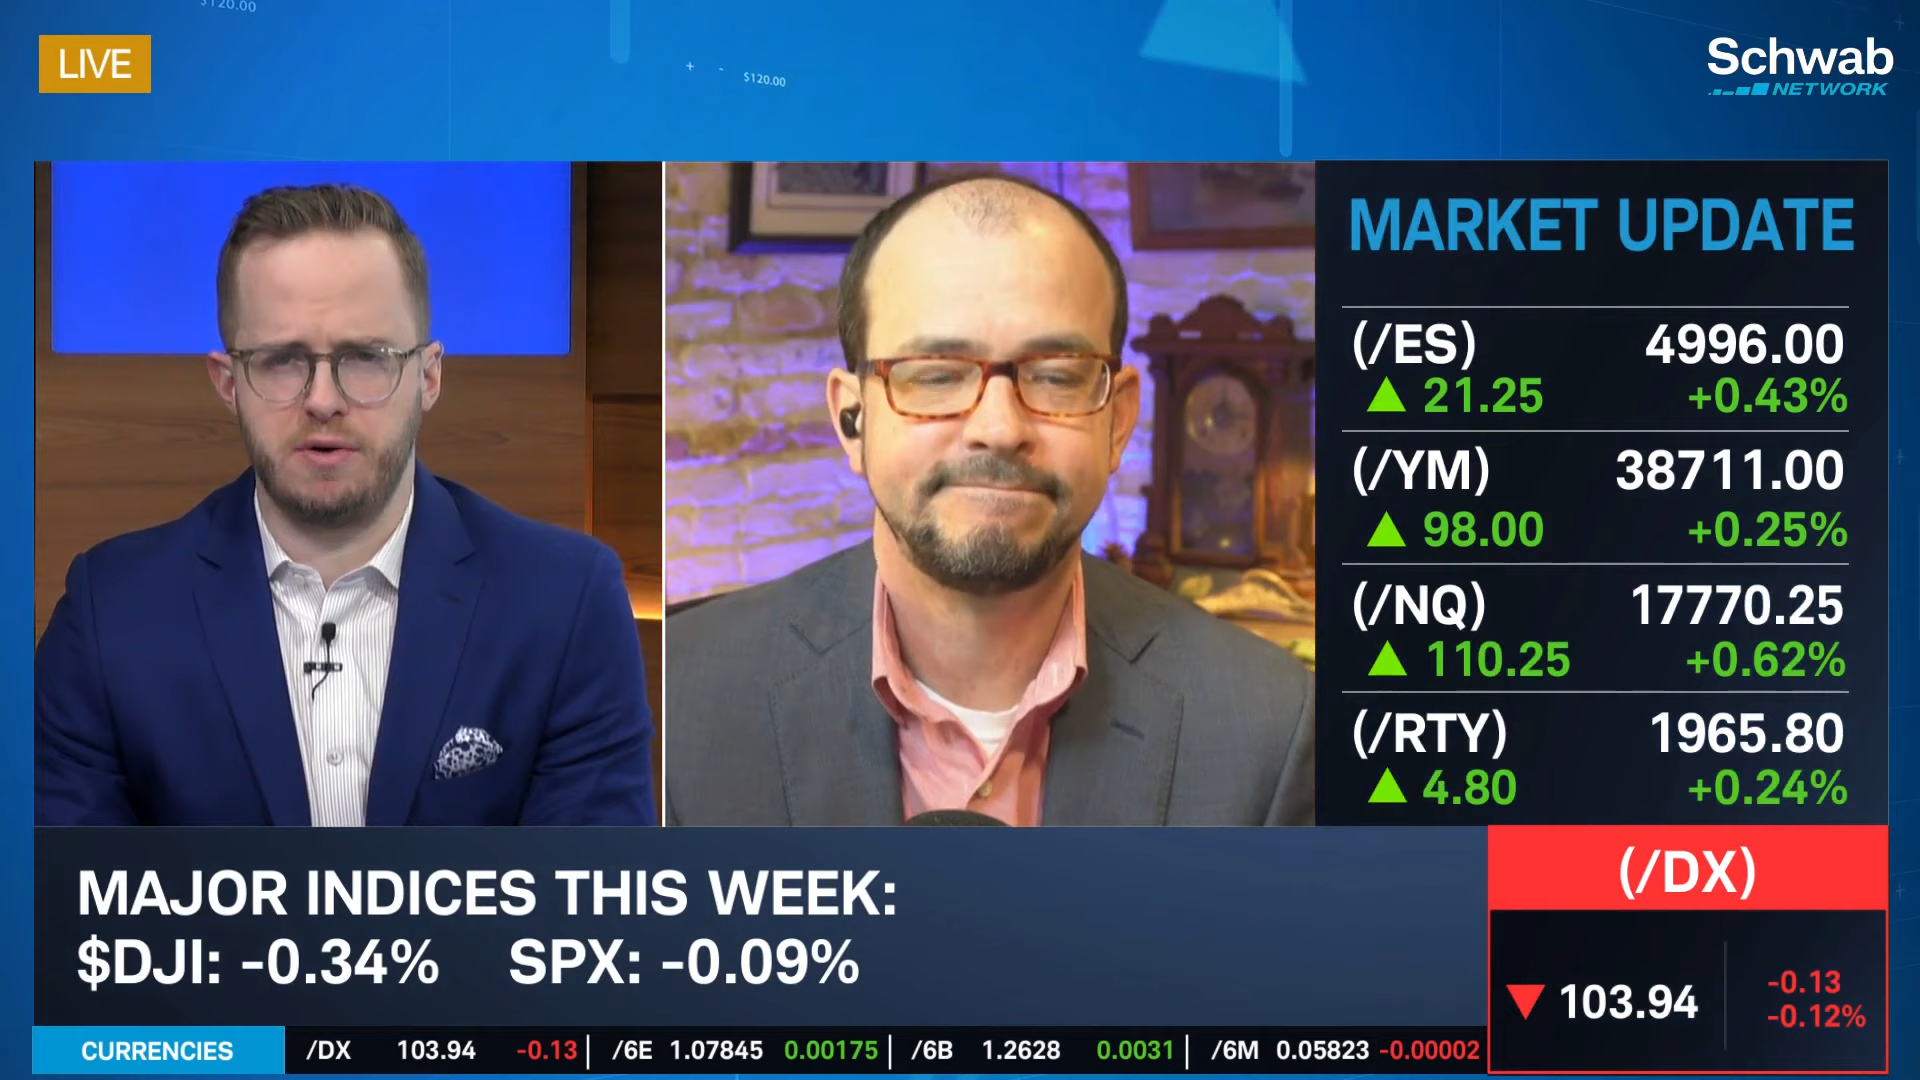 $120.00
LIVE
+ - $120.00
Schwab
NETWORK
MARKET UPDATE
(/ES) 4996.00
▲ 21.25 +0.43%
(/YM) 38711.00
▲ 98.00 +0.25%
(/NQ) 17770.25
▲ 110.25 +0.62%
(/RTY) 1965.80
▲ 4.80 +0.24%
MAJOR INDICES THIS WEEK:
$DJI: -0.34% SPX: -0.09%
(/DX)
▼ 103.94
-0.13
-0.12%
CURRENCIES /DX 103.94 -0.13 | /6E 1.07845 0.00175 | /6B 1.2628 0.0031 | /6M 0.05823 -0.00002